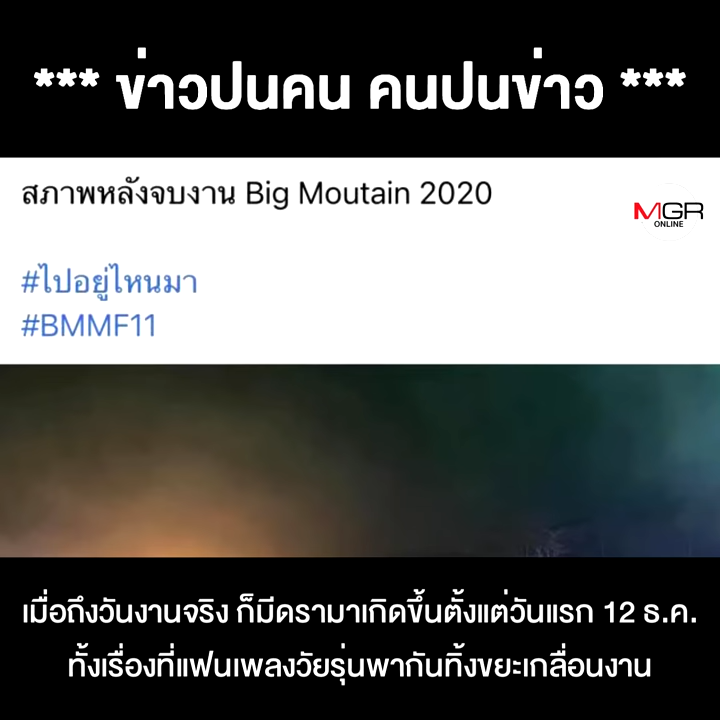 *** ข่าวปนคน คนปนข่าว ***
สภาพหลังจบงาน Big Moutain 2020
MGR
ONLINE
#ไปอยู่ไหนมา
#BMMF11
เมื่อถึงวันงานจริง ก็มีดรามาเกิดขึ้นตั้งแต่วันแรก 12 ธ.ค.
ทั้งเรื่องที่แฟนเพลงวัยรุ่นพากันทิ้งขยะเกลื่อนงาน